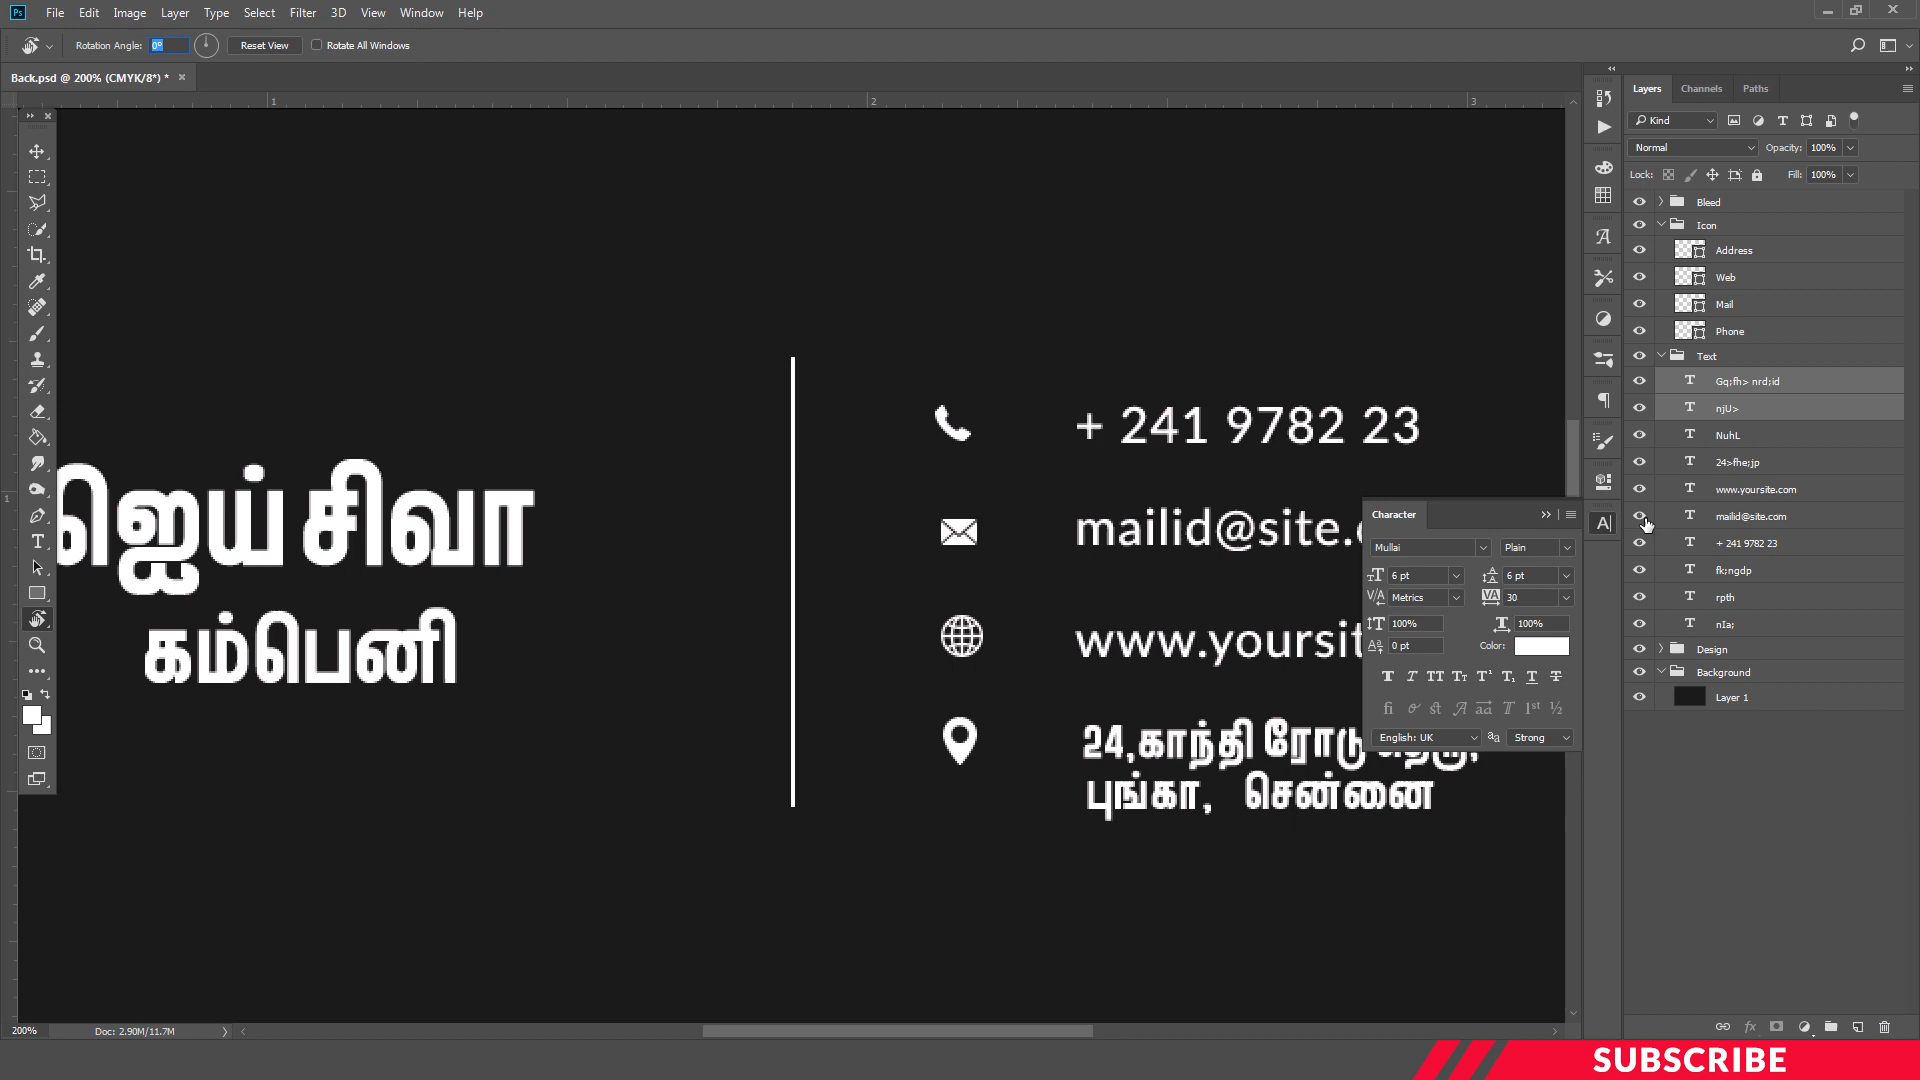 File Edit Image Layer Type Select Filter 3D View Window Help
Rotation Angle: 0° Reset View Rotate All Windows
Back.psd @ 200% (CMYK/8*) *
1 2 3
1
ஜெய் சிவா
கம்பெனி
+ 241 9782 23
mailid@site.
www.yoursit
24,காந்தி ரோடு
புங்கா, சென்னை
Character
Mullai Plain
6 pt 6 pt
Metrics 30
100% 100%
0 pt Color:
English: UK Strong
Layers Channels Paths
Kind
Normal Opacity: 100%
Lock: Fill: 100%
Bleed
Icon
Address
Web
Mail
Phone
Text
Gq;fh> nrd;id
njU>
NuhL
24>fhe;jp
www.yoursite.com
mailid@site.com
+ 241 9782 23
fk;ngdp
rpth
nIa;
Design
Background
Layer 1
200% Doc: 2.90M/11.7M
SUBSCRIBE